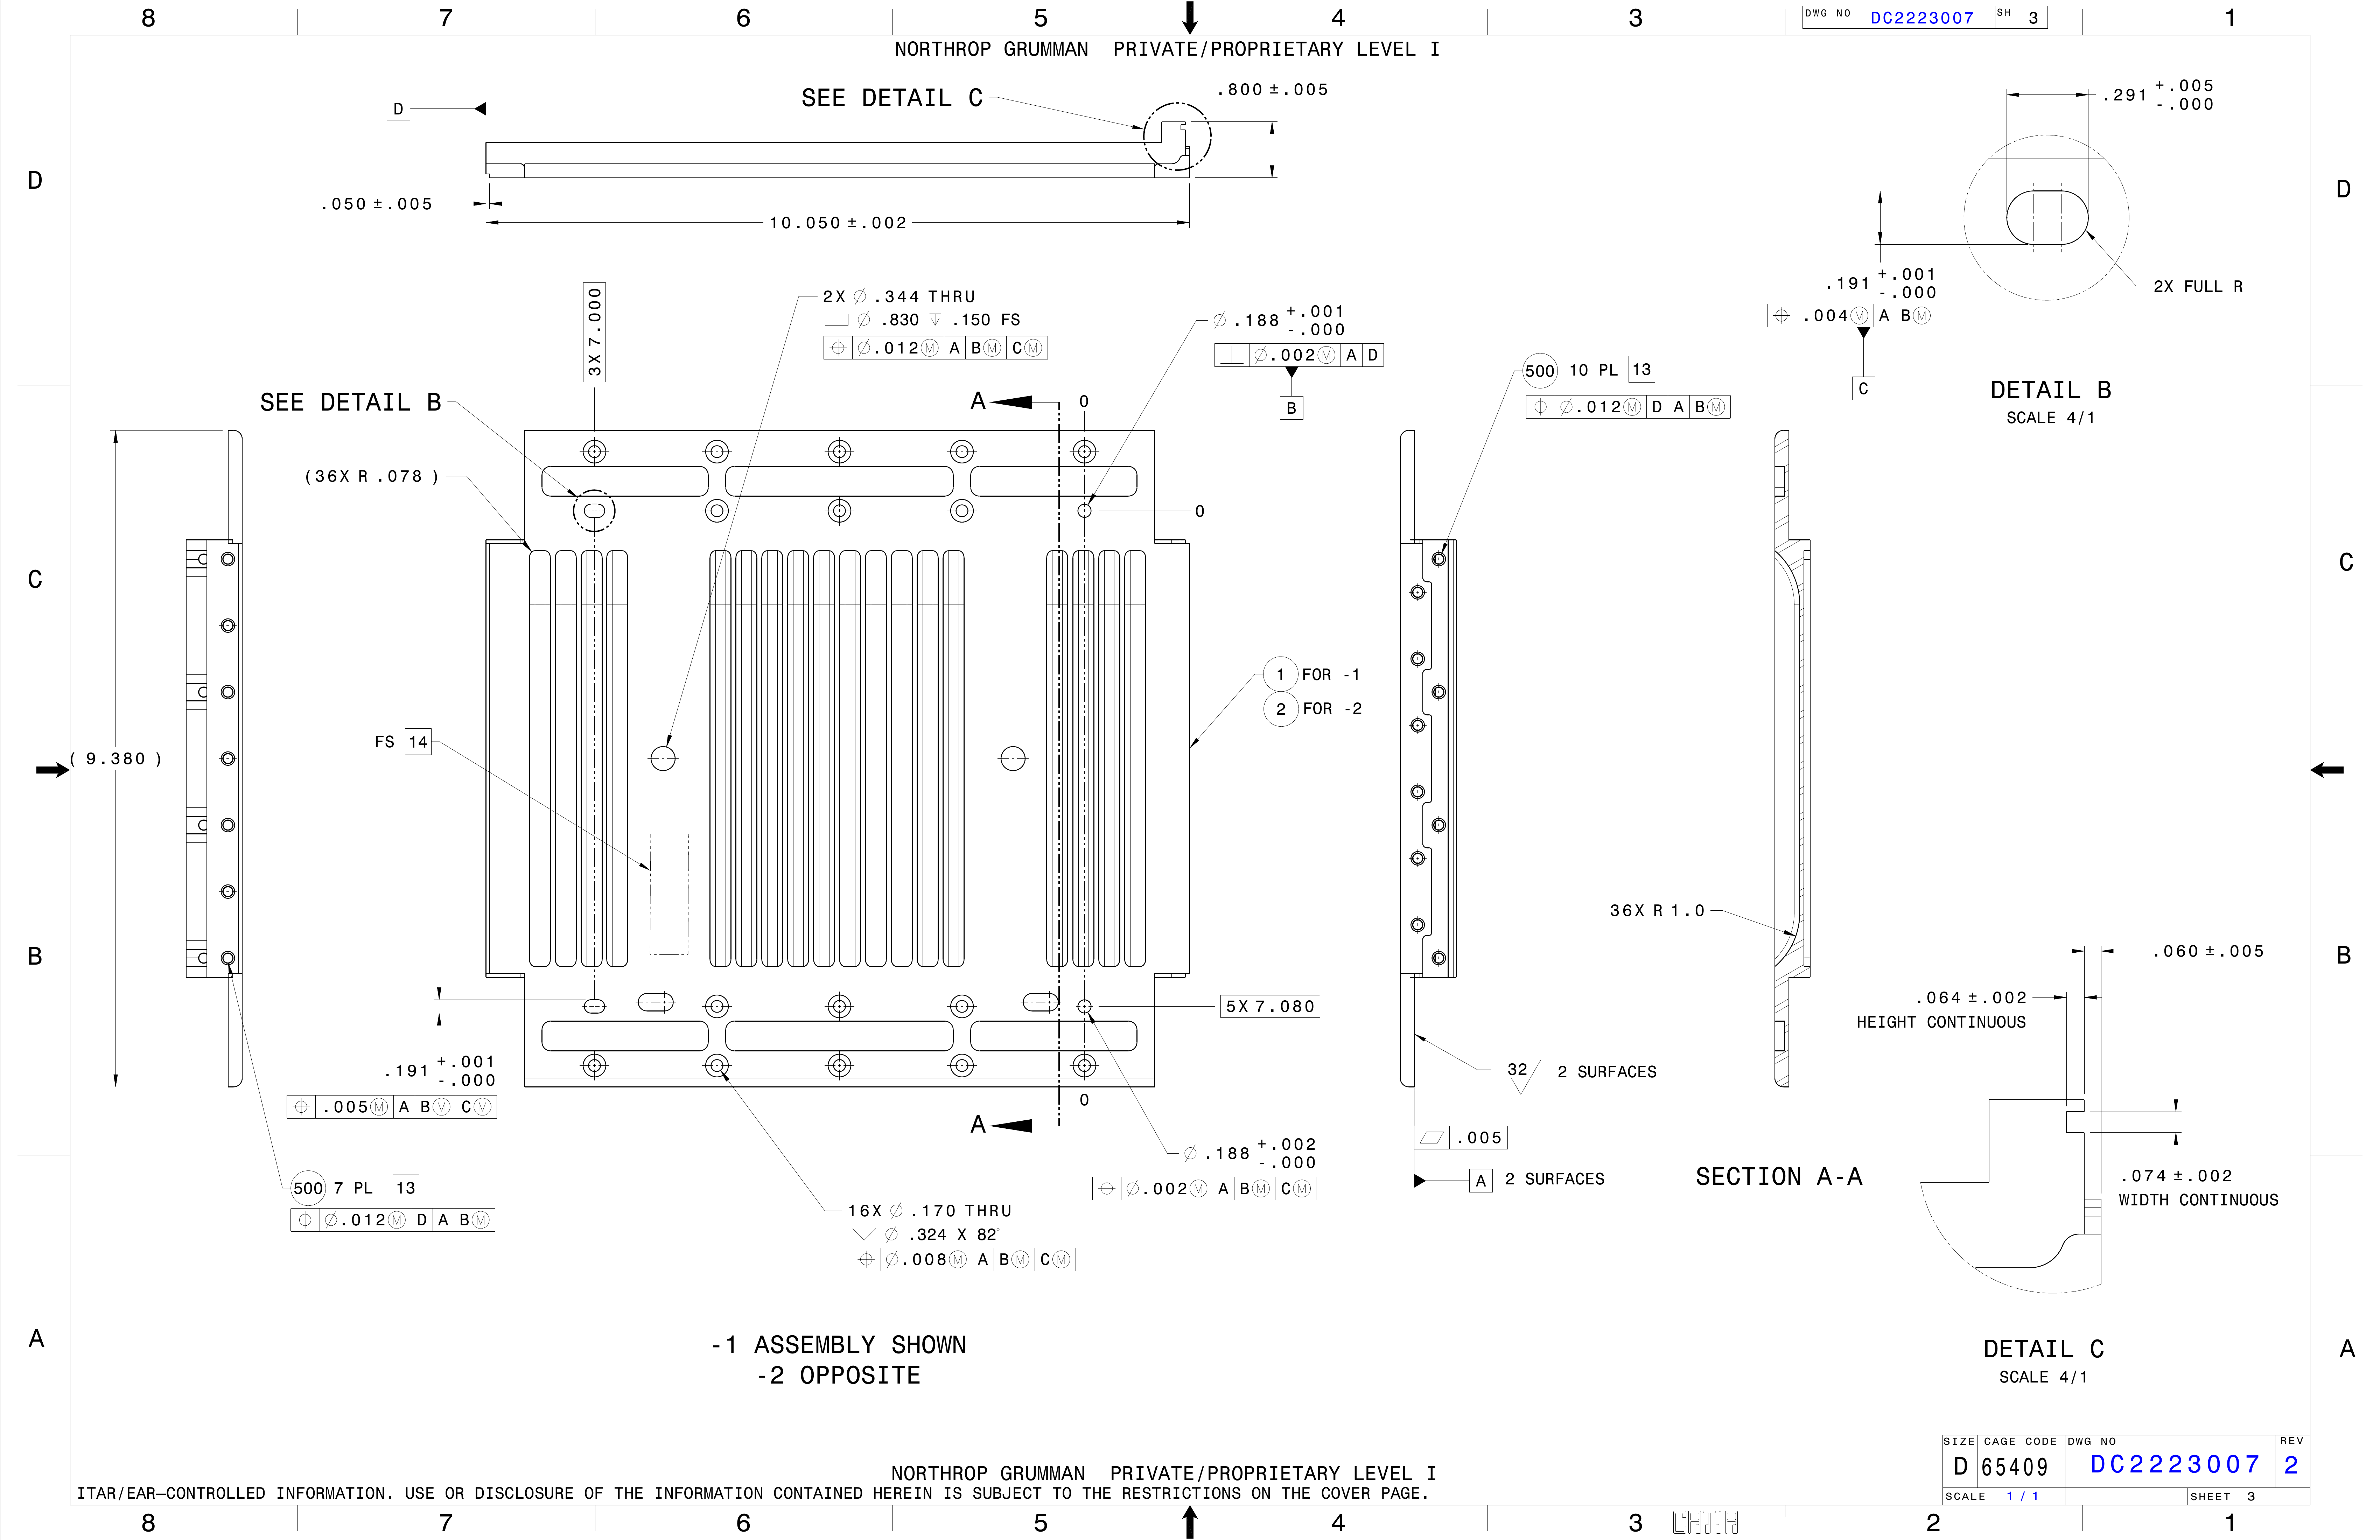 8 7 6 5 4 3 1
DWG NO DC2223007 SH 3
NORTHROP GRUMMAN PRIVATE/PROPRIETARY LEVEL I
D
D
D
SEE DETAIL C
.800 ±.005
.050 ±.005
10.050 ±.002
.291 +.005
-.000
.191 +.001
-.000
⌖ .004Ⓜ A BⓂ
C
2X FULL R
DETAIL B
SCALE 4/1
3X 7.000
2X ∅ .344 THRU
⌴ ∅ .830 ↧ .150 FS
⌖ ∅.012Ⓜ A BⓂ CⓂ
∅ .188 +.001
-.000
⟂ ∅.002Ⓜ A D
B
500 10 PL 13
⌖ ∅.012Ⓜ D A BⓂ
SEE DETAIL B
A
0
(36X R .078 )
0
C
C
1 FOR -1
2 FOR -2
FS 14
( 9.380 )
36X R 1.0
B
B
.060 ±.005
.064 ±.002
HEIGHT CONTINUOUS
5X 7.080
.191 +.001
-.000
⌖ .005Ⓜ A BⓂ CⓂ
32 2 SURFACES
0
A
⏥ .005
A 2 SURFACES
∅ .188 +.002
-.000
⌖ ∅.002Ⓜ A BⓂ CⓂ
SECTION A-A
.074 ±.002
WIDTH CONTINUOUS
500 7 PL 13
⌖ ∅.012Ⓜ D A BⓂ
16X ∅ .170 THRU
⌵ ∅ .324 X 82°
⌖ ∅.008Ⓜ A BⓂ CⓂ
A
A
-1 ASSEMBLY SHOWN
-2 OPPOSITE
DETAIL C
SCALE 4/1
SIZE CAGE CODE DWG NO REV
D 65409 DC2223007 2
SCALE 1 / 1 SHEET 3
NORTHROP GRUMMAN PRIVATE/PROPRIETARY LEVEL I
ITAR/EAR—CONTROLLED INFORMATION. USE OR DISCLOSURE OF THE INFORMATION CONTAINED HEREIN IS SUBJECT TO THE RESTRICTIONS ON THE COVER PAGE.
8 7 6 5 4 3 CATIA 2 1